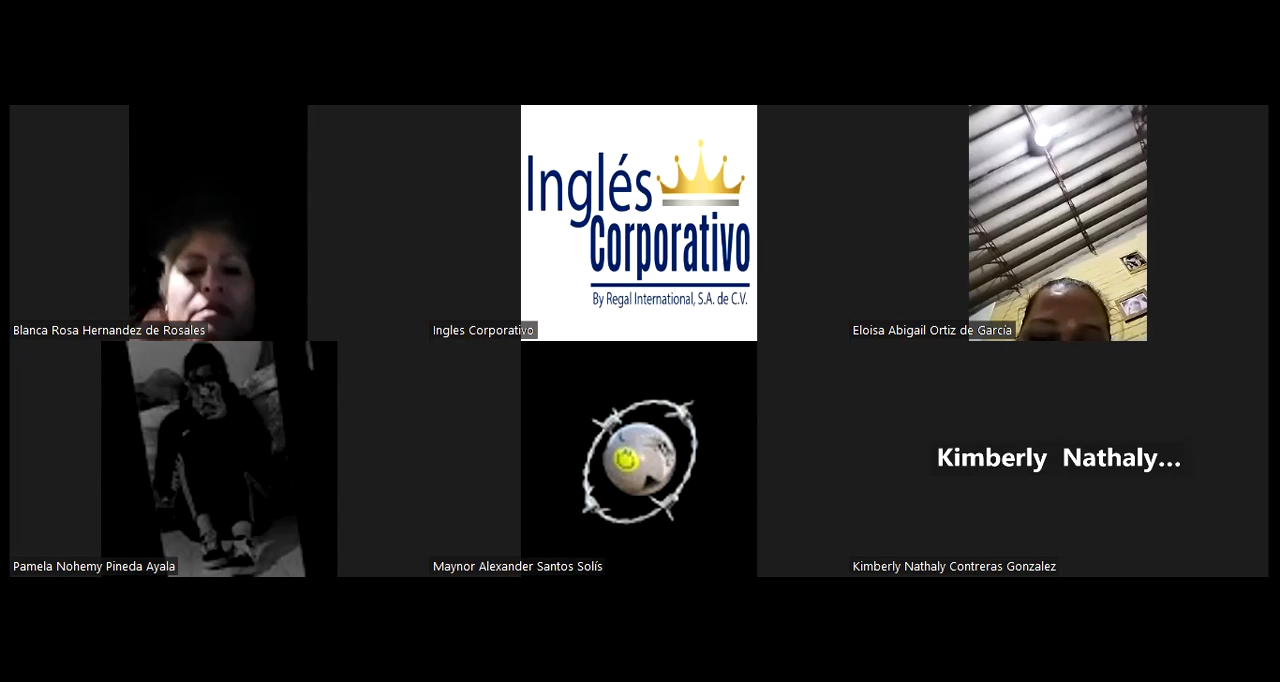 Inglés
Corporativo
By Regal International, S.A. de C.V.
Blanca Rosa Hernandez de Rosales
Ingles Corporativo
Eloisa Abigail Ortiz de García
Kimberly Nathaly...
Pamela Nohemy Pineda Ayala
Maynor Alexander Santos Solís
Kimberly Nathaly Contreras Gonzalez